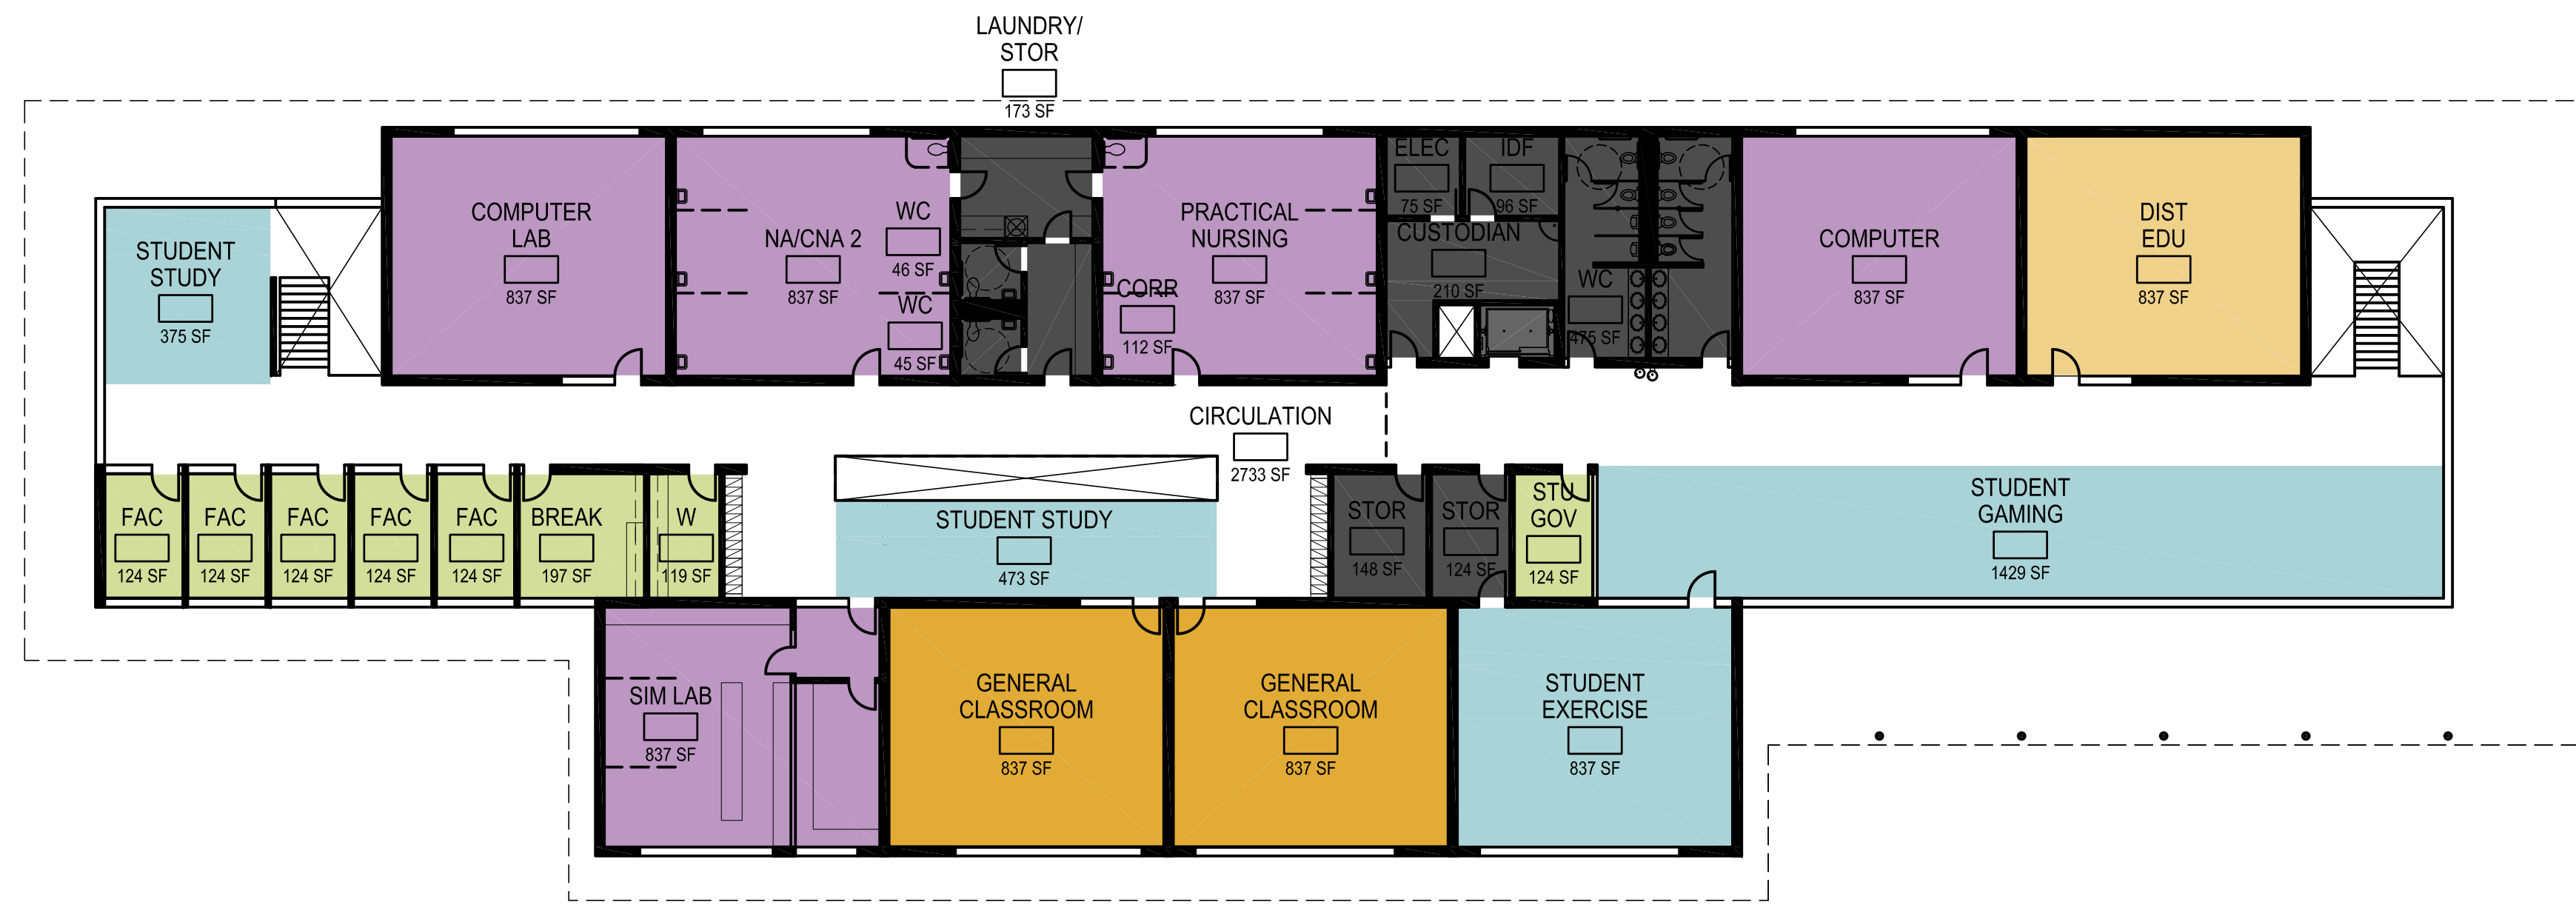 LAUNDRY/
STOR
173 SF
STUDENT
STUDY
375 SF
COMPUTER
LAB
837 SF
NA/CNA 2
837 SF
WC
46 SF
WC
45 SF
PRACTICAL
NURSING
837 SF
CORR
112 SF
ELEC
75 SF
IDF
96 SF
CUSTODIAN
210 SF
WC
475 SF
COMPUTER
837 SF
DIST
EDU
837 SF
CIRCULATION
2733 SF
FAC
124 SF
FAC
124 SF
FAC
124 SF
FAC
124 SF
FAC
124 SF
BREAK
197 SF
W
119 SF
STUDENT STUDY
473 SF
STOR
148 SF
STOR
124 SF
STU
GOV
124 SF
STUDENT
GAMING
1429 SF
SIM LAB
837 SF
GENERAL
CLASSROOM
837 SF
GENERAL
CLASSROOM
837 SF
STUDENT
EXERCISE
837 SF